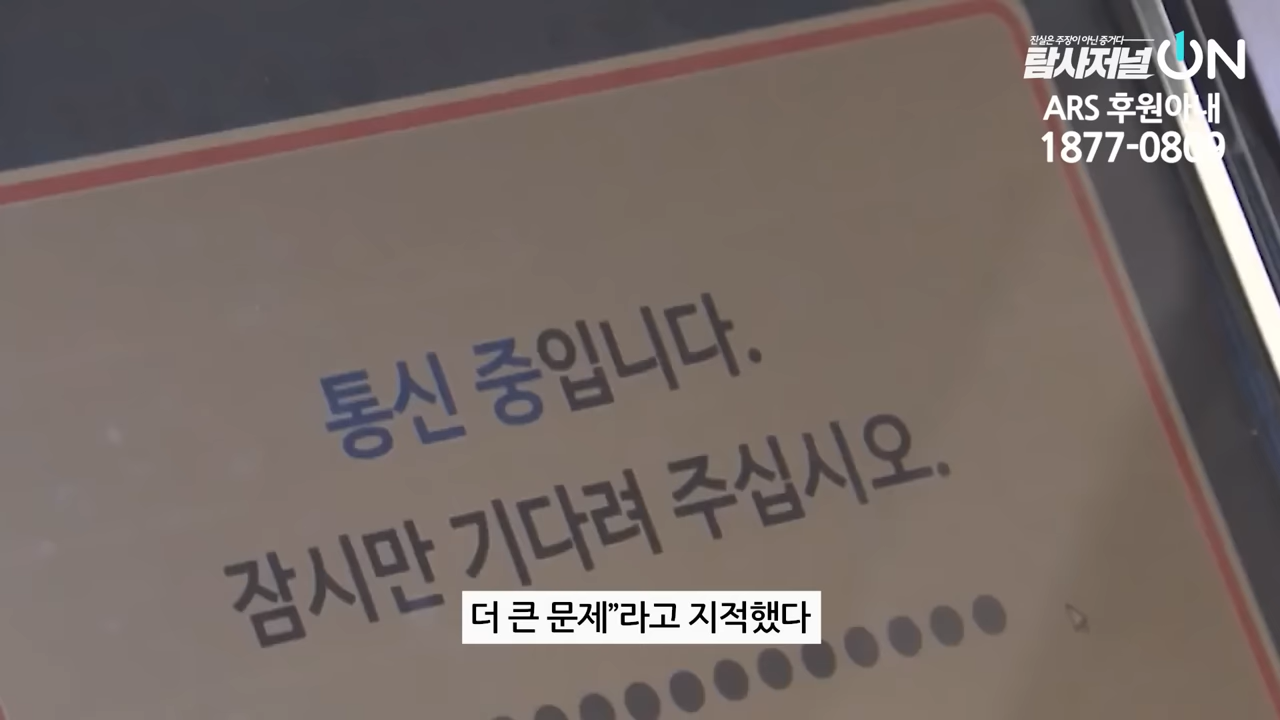 진실은 주장이 아닌 증거다
탐사저널 ON
ARS 후원안내
1877-0809
통신 중입니다.
잠시만 기다려 주십시오.
더 큰 문제”라고 지적했다